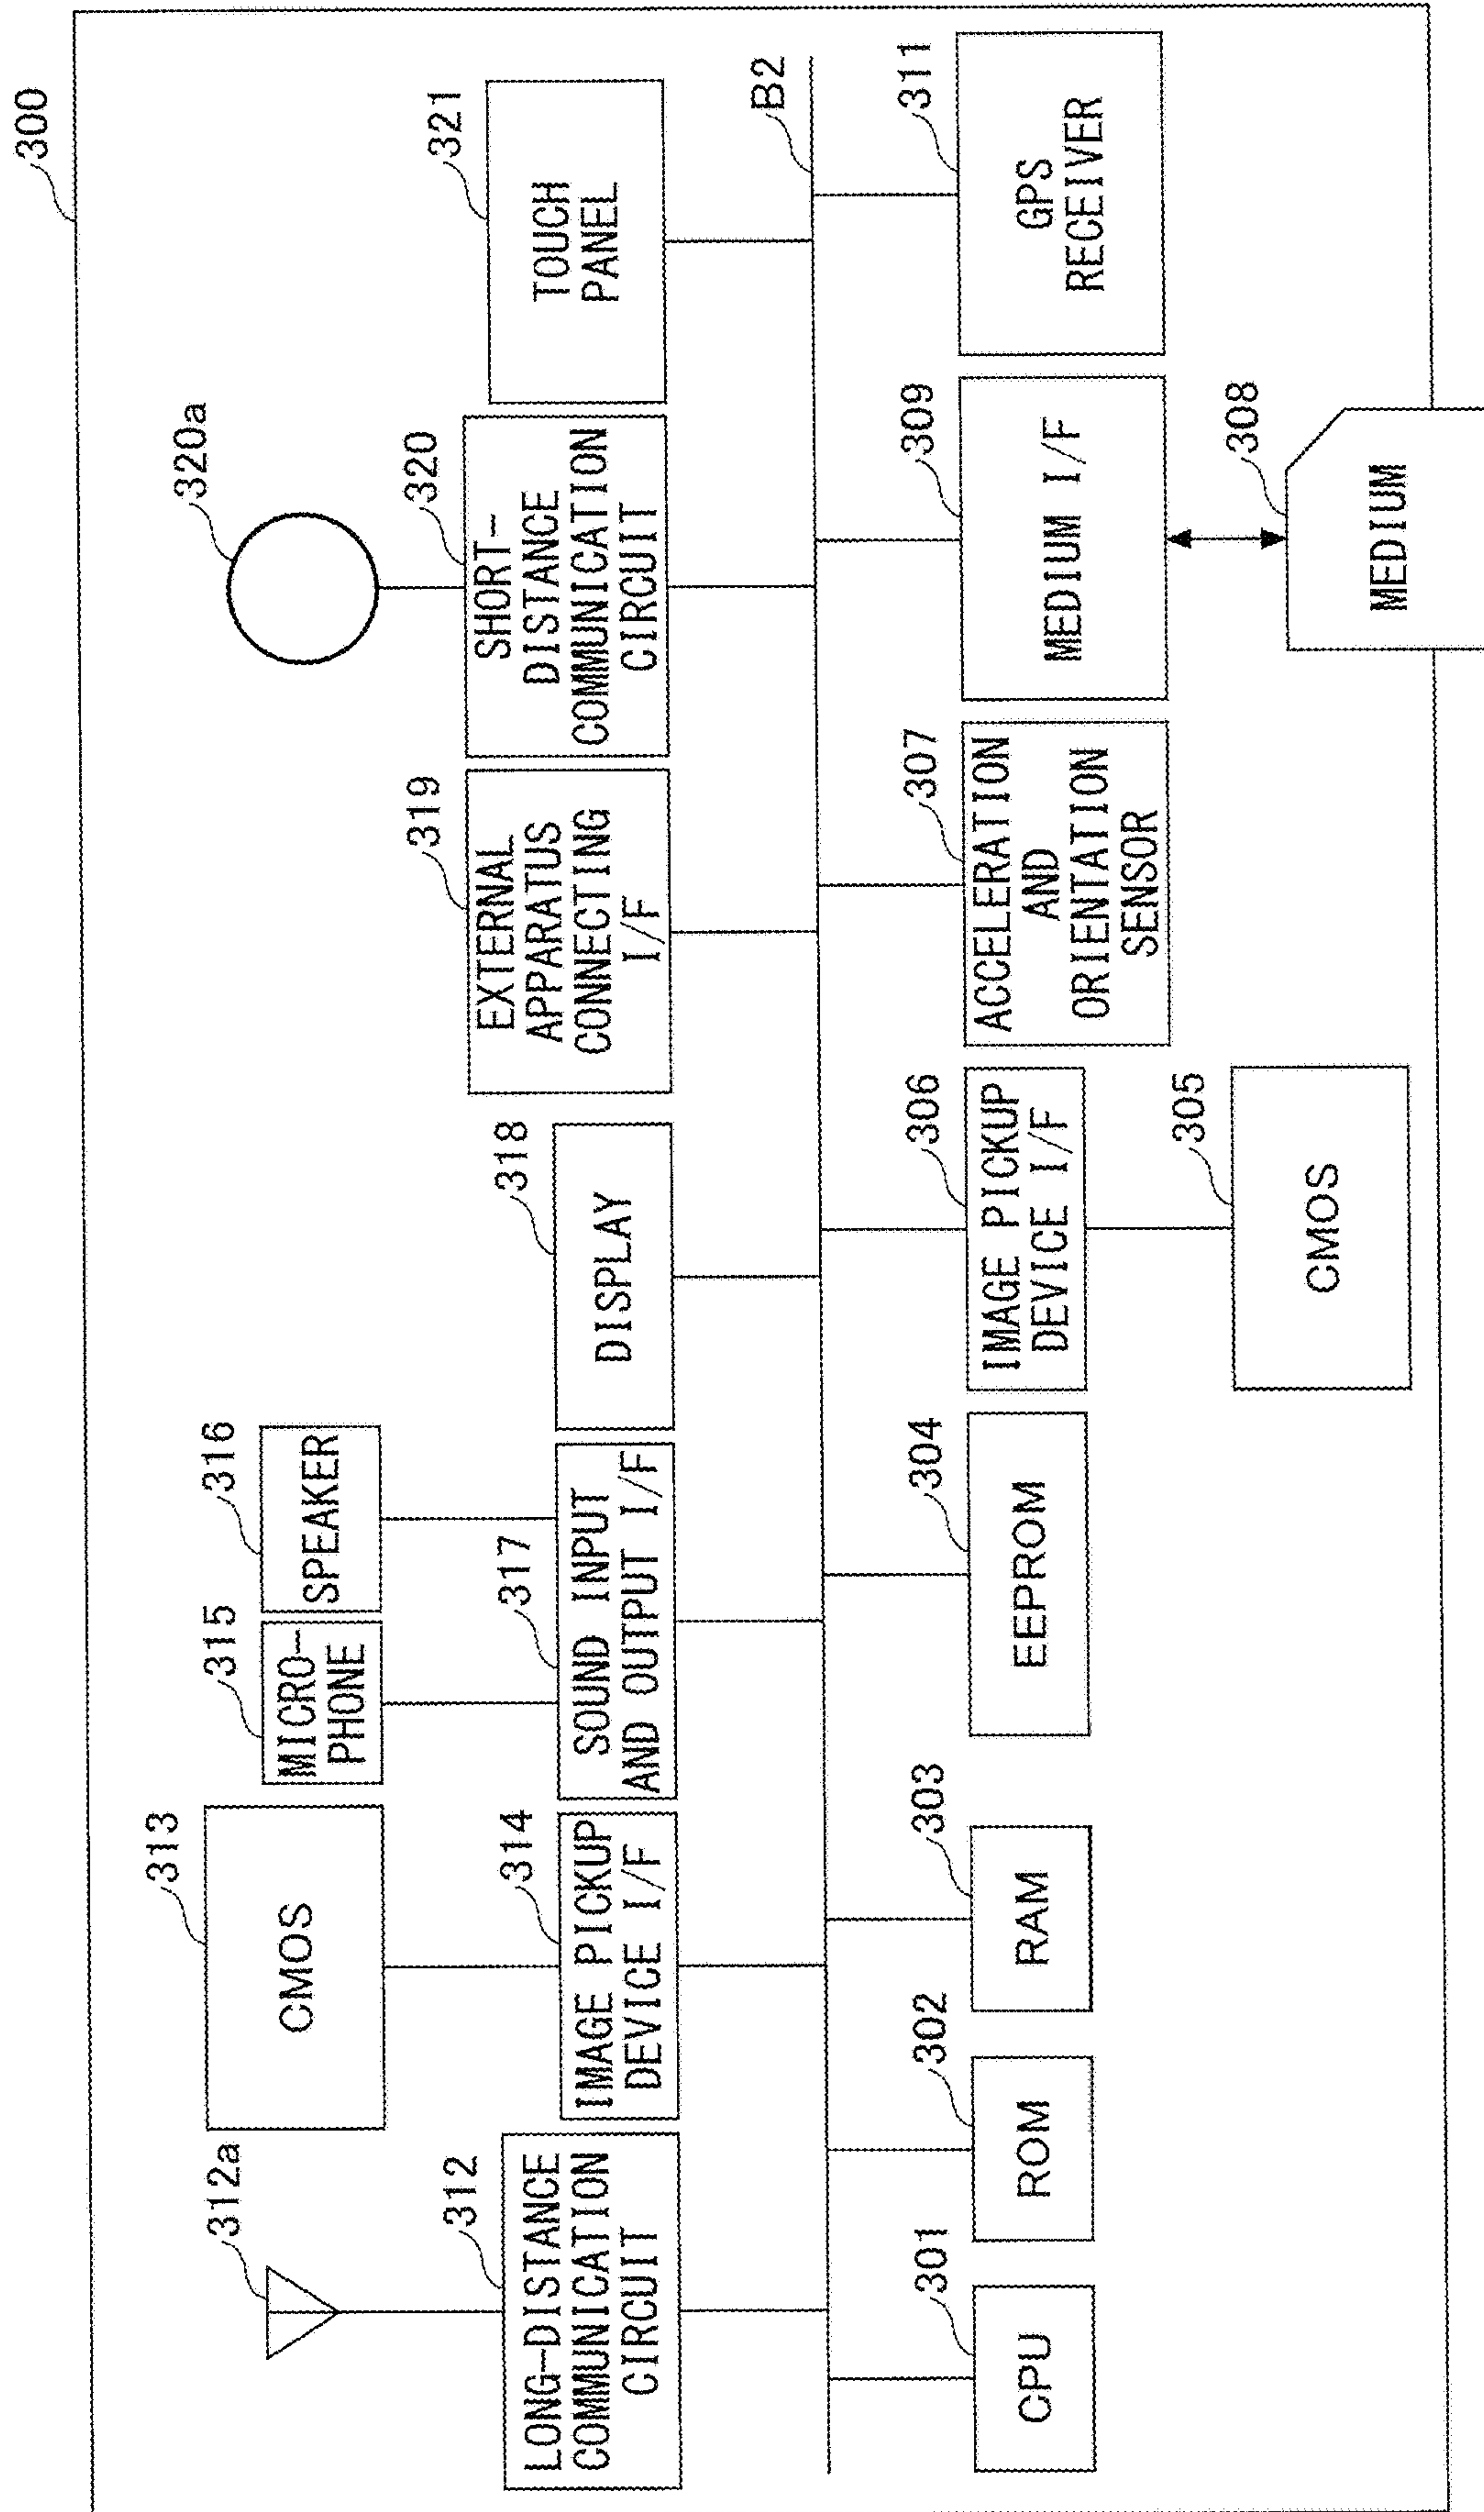 300
312a
313
315
316
320a
CMOS
MICRO-
PHONE
SPEAKER
312
314
317
318
319
320
321
LONG-DISTANCE
COMMUNICATION
CIRCUIT
IMAGE PICKUP
DEVICE I/F
SOUND INPUT
AND OUTPUT I/F
DISPLAY
EXTERNAL
APPARATUS
CONNECTING
I/F
SHORT-
DISTANCE
COMMUNICATION
CIRCUIT
TOUCH
PANEL
B2
301
302
303
304
306
307
309
311
CPU
ROM
RAM
EEPROM
IMAGE PICKUP
DEVICE I/F
ACCELERATION
AND
ORIENTATION
SENSOR
MEDIUM I/F
GPS
RECEIVER
305
308
CMOS
MEDIUM